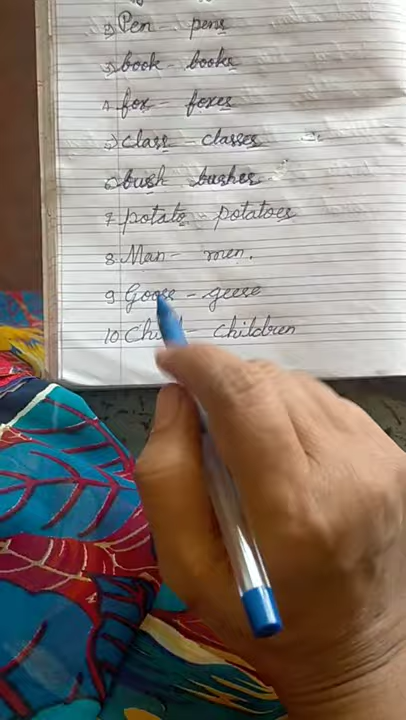 2) Pen - pens
3) book - books
4. fox - foxes
5) class - classes
6) bush bushes
7. potato - potatoes
8. Man - men.
9 Goose - geese
10 Child - Children